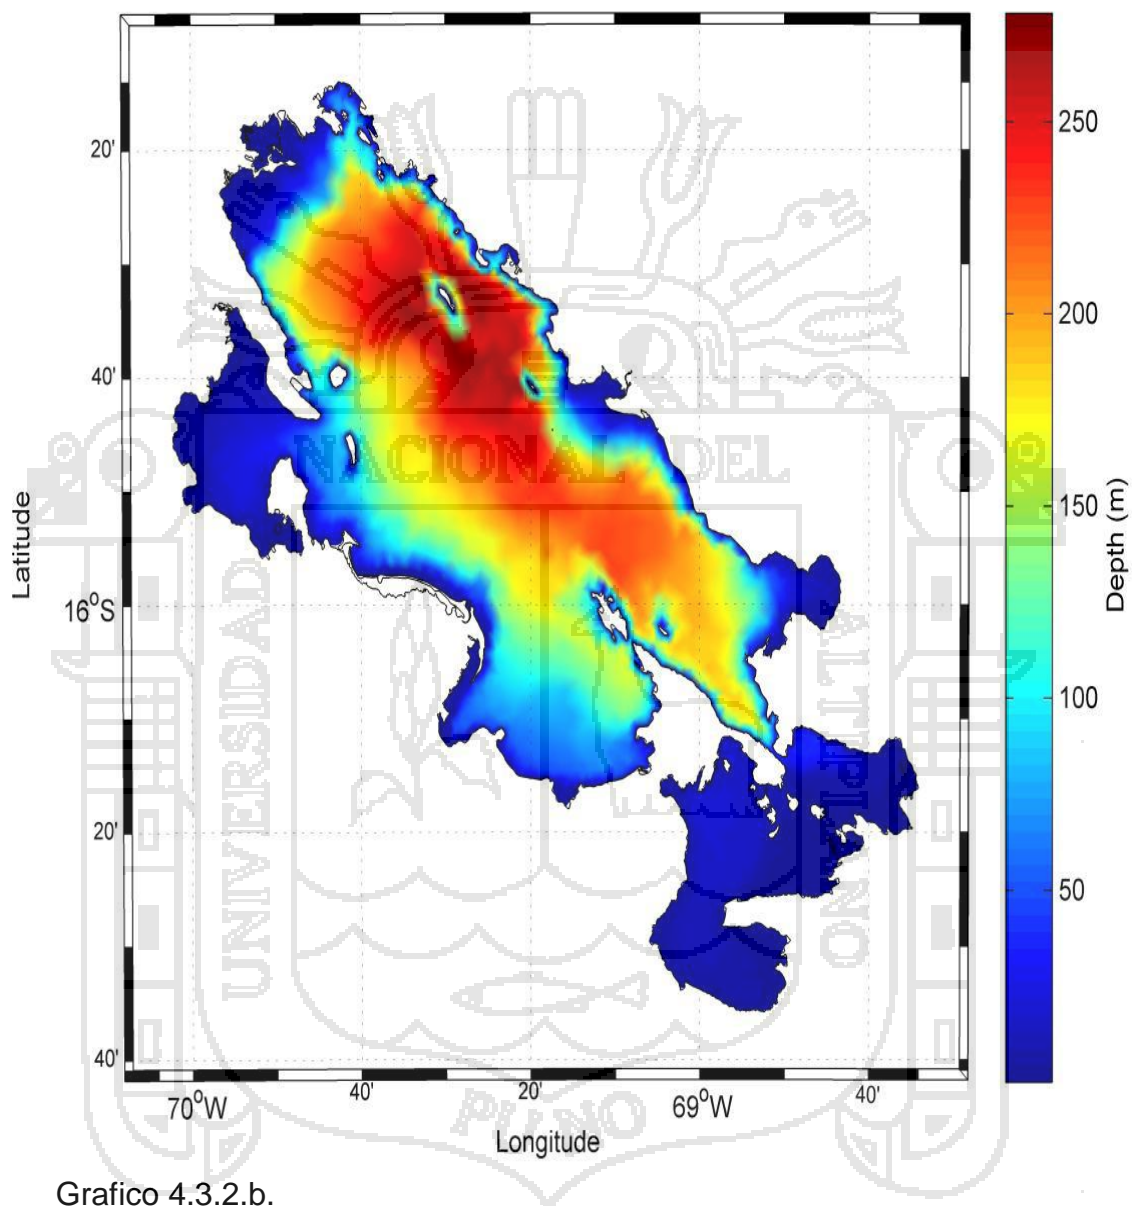 20'
40'
16°S
20'
40'
Latitude
70°W
40'
20'
69°W
40'
Longitude
250
200
150
100
50
Depth (m)
NACIONAL DEL
UNIVERSIDAD
ALTIPLANO
PUNO
Grafico 4.3.2.b.